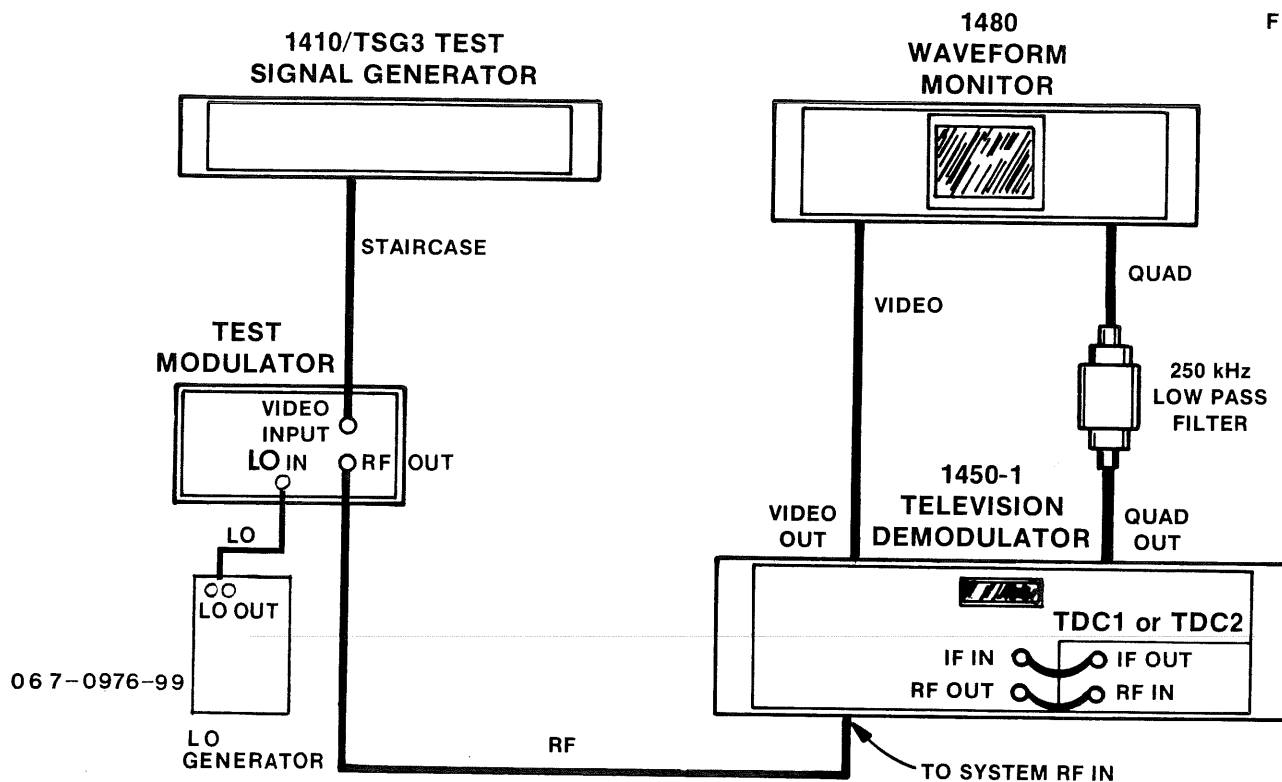 1410/TSG3 TEST
SIGNAL GENERATOR
1480
WAVEFORM
MONITOR
F
STAIRCASE
VIDEO
QUAD
TEST
MODULATOR
VIDEO
INPUT
LO IN
RF OUT
250 kHz
LOW PASS
FILTER
LO
LO OUT
067-0976-99
LO
GENERATOR
RF
VIDEO
OUT
1450-1
TELEVISION
DEMODULATOR
QUAD
OUT
TDC1 or TDC2
IF IN
IF OUT
RF OUT
RF IN
TO SYSTEM RF IN